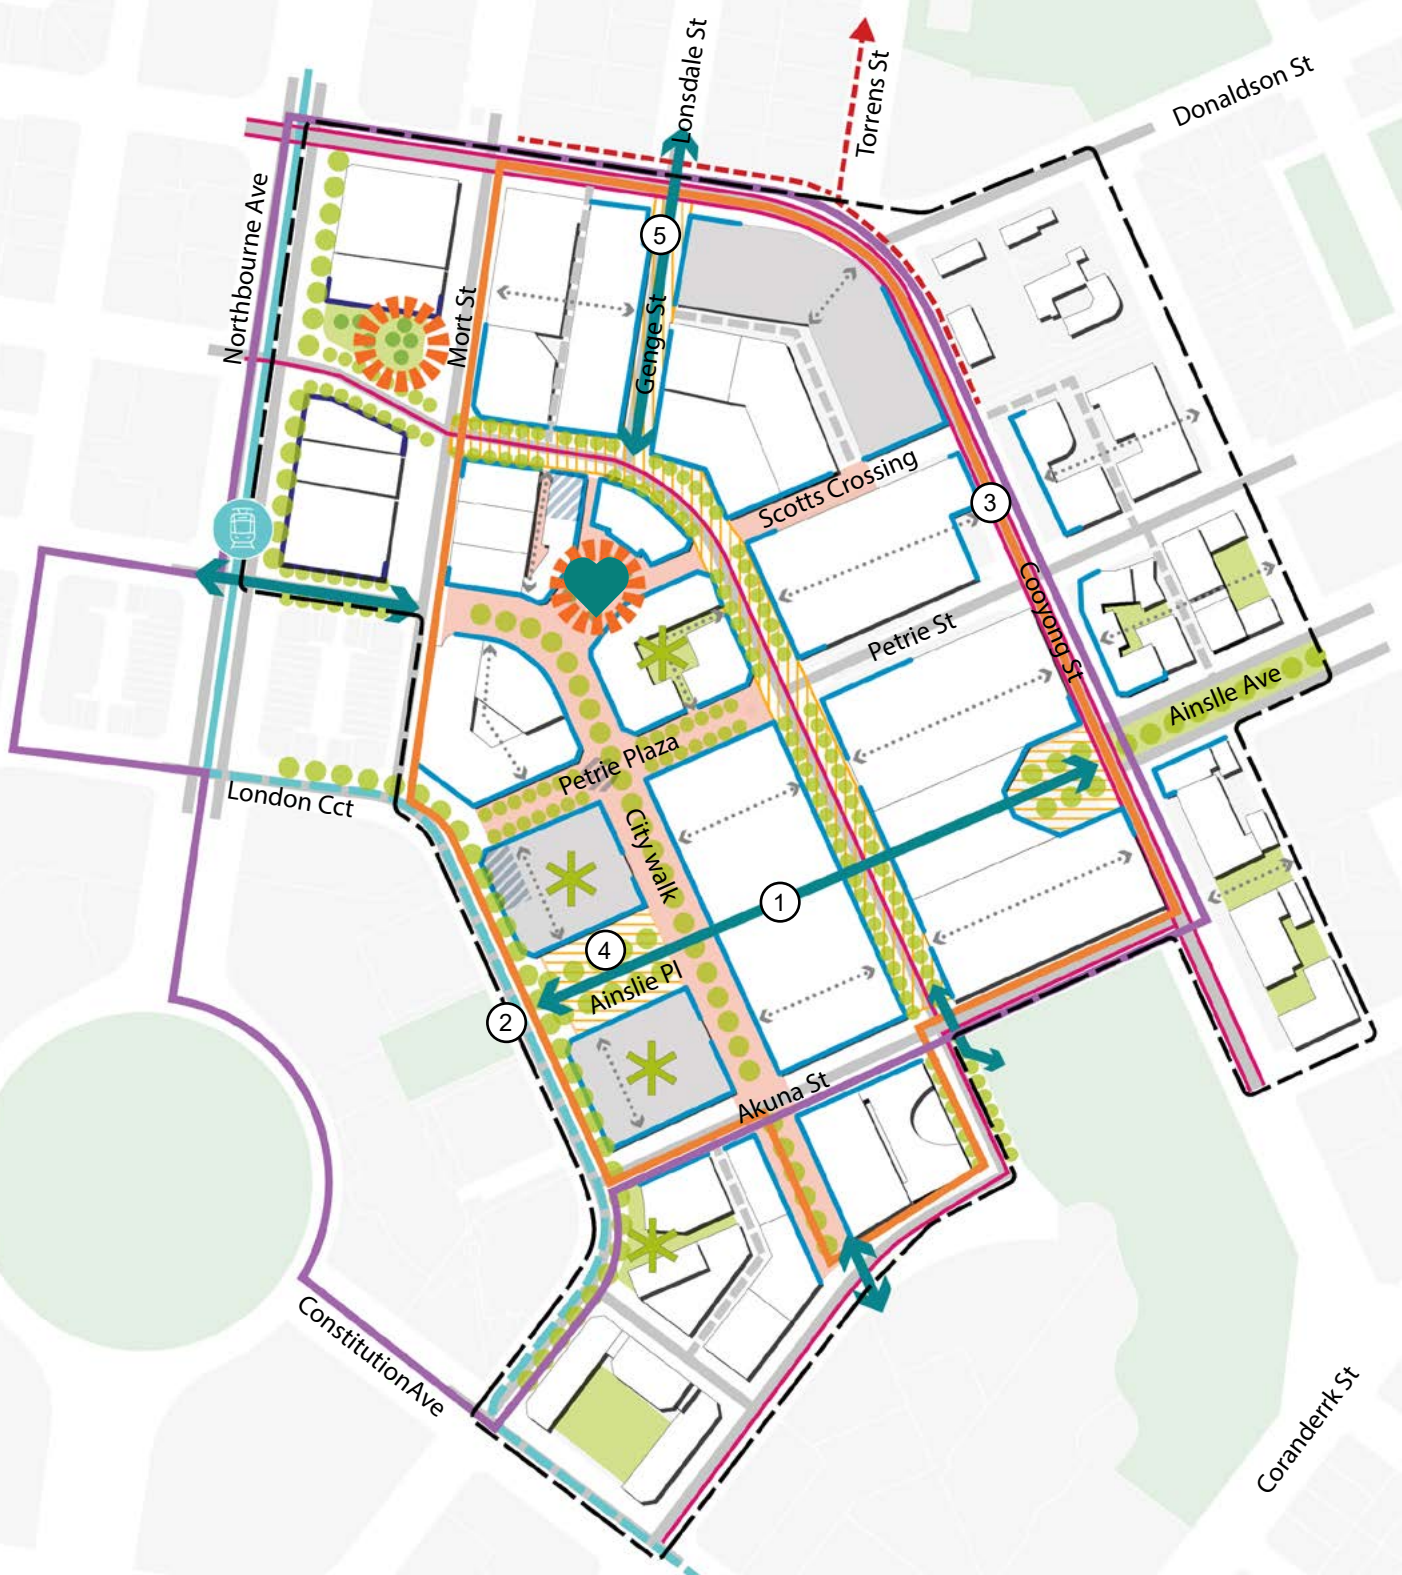 Lonsdale St
Torrens St
Donaldson St
Northbourne Ave
Mort St
5
Genge St
Scotts Crossing
3
Petrie St
Cooyong St
Ainslle Ave
Petrie Plaza
London Cct
City walk
1
4
Ainslie Pl
2
Akuna St
ConstitutionAve
Coranderrk St